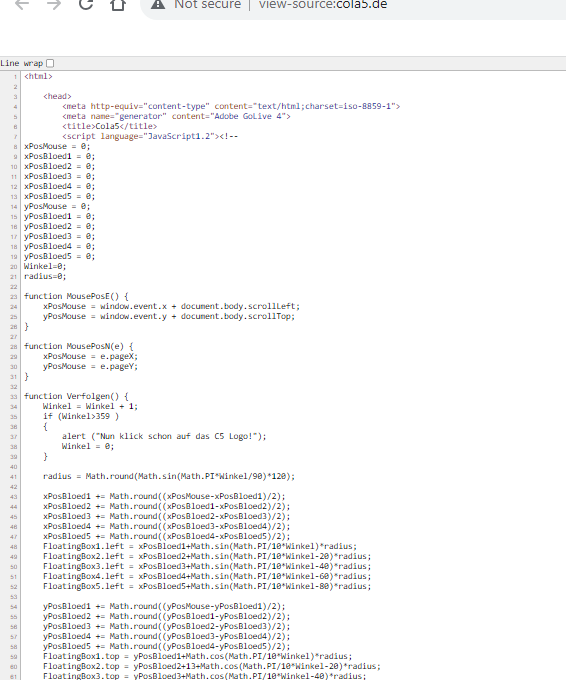 Not secure | view-source:cola5.de
Line wrap
1 <html>
2
3 <head>
4 <meta http-equiv="content-type" content="text/html;charset=iso-8859-1">
5 <meta name="generator" content="Adobe GoLive 4">
6 <title>Cola5</title>
7 <script language="JavaScript1.2"><!--
8 xPosMouse = 0;
9 xPosBloed1 = 0;
10 xPosBloed2 = 0;
11 xPosBloed3 = 0;
12 xPosBloed4 = 0;
13 xPosBloed5 = 0;
14 yPosMouse = 0;
15 yPosBloed1 = 0;
16 yPosBloed2 = 0;
17 yPosBloed3 = 0;
18 yPosBloed4 = 0;
19 yPosBloed5 = 0;
20 Winkel=0;
21 radius=0;
22
23 function MousePosE() {
24 xPosMouse = window.event.x + document.body.scrollLeft;
25 yPosMouse = window.event.y + document.body.scrollTop;
26 }
27
28 function MousePosN(e) {
29 xPosMouse = e.pageX;
30 yPosMouse = e.pageY;
31 }
32
33 function Verfolgen() {
34 Winkel = Winkel + 1;
35 if (Winkel>359 )
36 {
37 alert ("Nun klick schon auf das C5 Logo!");
38 Winkel = 0;
39 }
40
41 radius = Math.round(Math.sin(Math.PI*Winkel/90)*120);
42
43 xPosBloed1 += Math.round((xPosMouse-xPosBloed1)/2);
44 xPosBloed2 += Math.round((xPosBloed1-xPosBloed2)/2);
45 xPosBloed3 += Math.round((xPosBloed2-xPosBloed3)/2);
46 xPosBloed4 += Math.round((xPosBloed3-xPosBloed4)/2);
47 xPosBloed5 += Math.round((xPosBloed4-xPosBloed5)/2);
48 FloatingBox1.left = xPosBloed1+Math.sin(Math.PI/10*Winkel)*radius;
49 FloatingBox2.left = xPosBloed2+Math.sin(Math.PI/10*Winkel-20)*radius;
50 FloatingBox3.left = xPosBloed3+Math.sin(Math.PI/10*Winkel-40)*radius;
51 FloatingBox4.left = xPosBloed4+Math.sin(Math.PI/10*Winkel-60)*radius;
52 FloatingBox5.left = xPosBloed5+Math.sin(Math.PI/10*Winkel-80)*radius;
53
54 yPosBloed1 += Math.round((yPosMouse-yPosBloed1)/2);
55 yPosBloed2 += Math.round((yPosBloed1-yPosBloed2)/2);
56 yPosBloed3 += Math.round((yPosBloed2-yPosBloed3)/2);
57 yPosBloed4 += Math.round((yPosBloed3-yPosBloed4)/2);
58 yPosBloed5 += Math.round((yPosBloed4-yPosBloed5)/2);
59 FloatingBox1.top = yPosBloed1+Math.cos(Math.PI/10*Winkel)*radius;
60 FloatingBox2.top = yPosBloed2+13+Math.cos(Math.PI/10*Winkel-20)*radius;
61 FloatingBox3.top = yPosBloed3+Math.cos(Math.PI/10*Winkel-40)*radius;